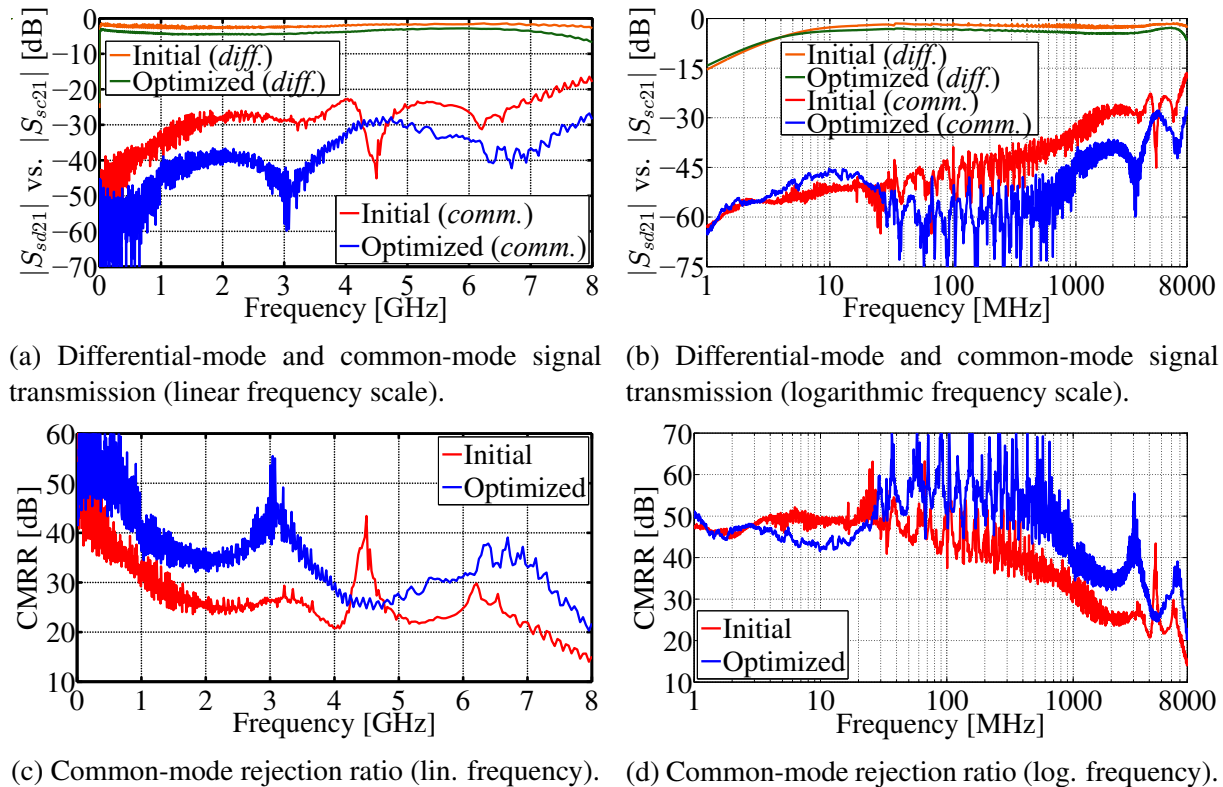 0
−10
−20
−30
−40
−50
−60
−70
|S_sd21| vs. |S_sc21| [dB]
Initial (diff.)
Optimized (diff.)
Initial (comm.)
Optimized (comm.)
0 1 2 3 4 5 6 7 8
Frequency [GHz]
(a) Differential-mode and common-mode signal
transmission (linear frequency scale).
0
−15
−30
−45
−60
−75
|S_sd21| vs. |S_sc21| [dB]
Initial (diff.)
Optimized (diff.)
Initial (comm.)
Optimized (comm.)
1 10 100 1000 8000
Frequency [MHz]
(b) Differential-mode and common-mode signal
transmission (logarithmic frequency scale).
60
50
40
30
20
10
CMRR [dB]
Initial
Optimized
0 1 2 3 4 5 6 7 8
Frequency [GHz]
(c) Common-mode rejection ratio (lin. frequency).
70
60
50
40
30
20
10
CMRR [dB]
Initial
Optimized
1 10 100 1000 8000
Frequency [MHz]
(d) Common-mode rejection ratio (log. frequency).